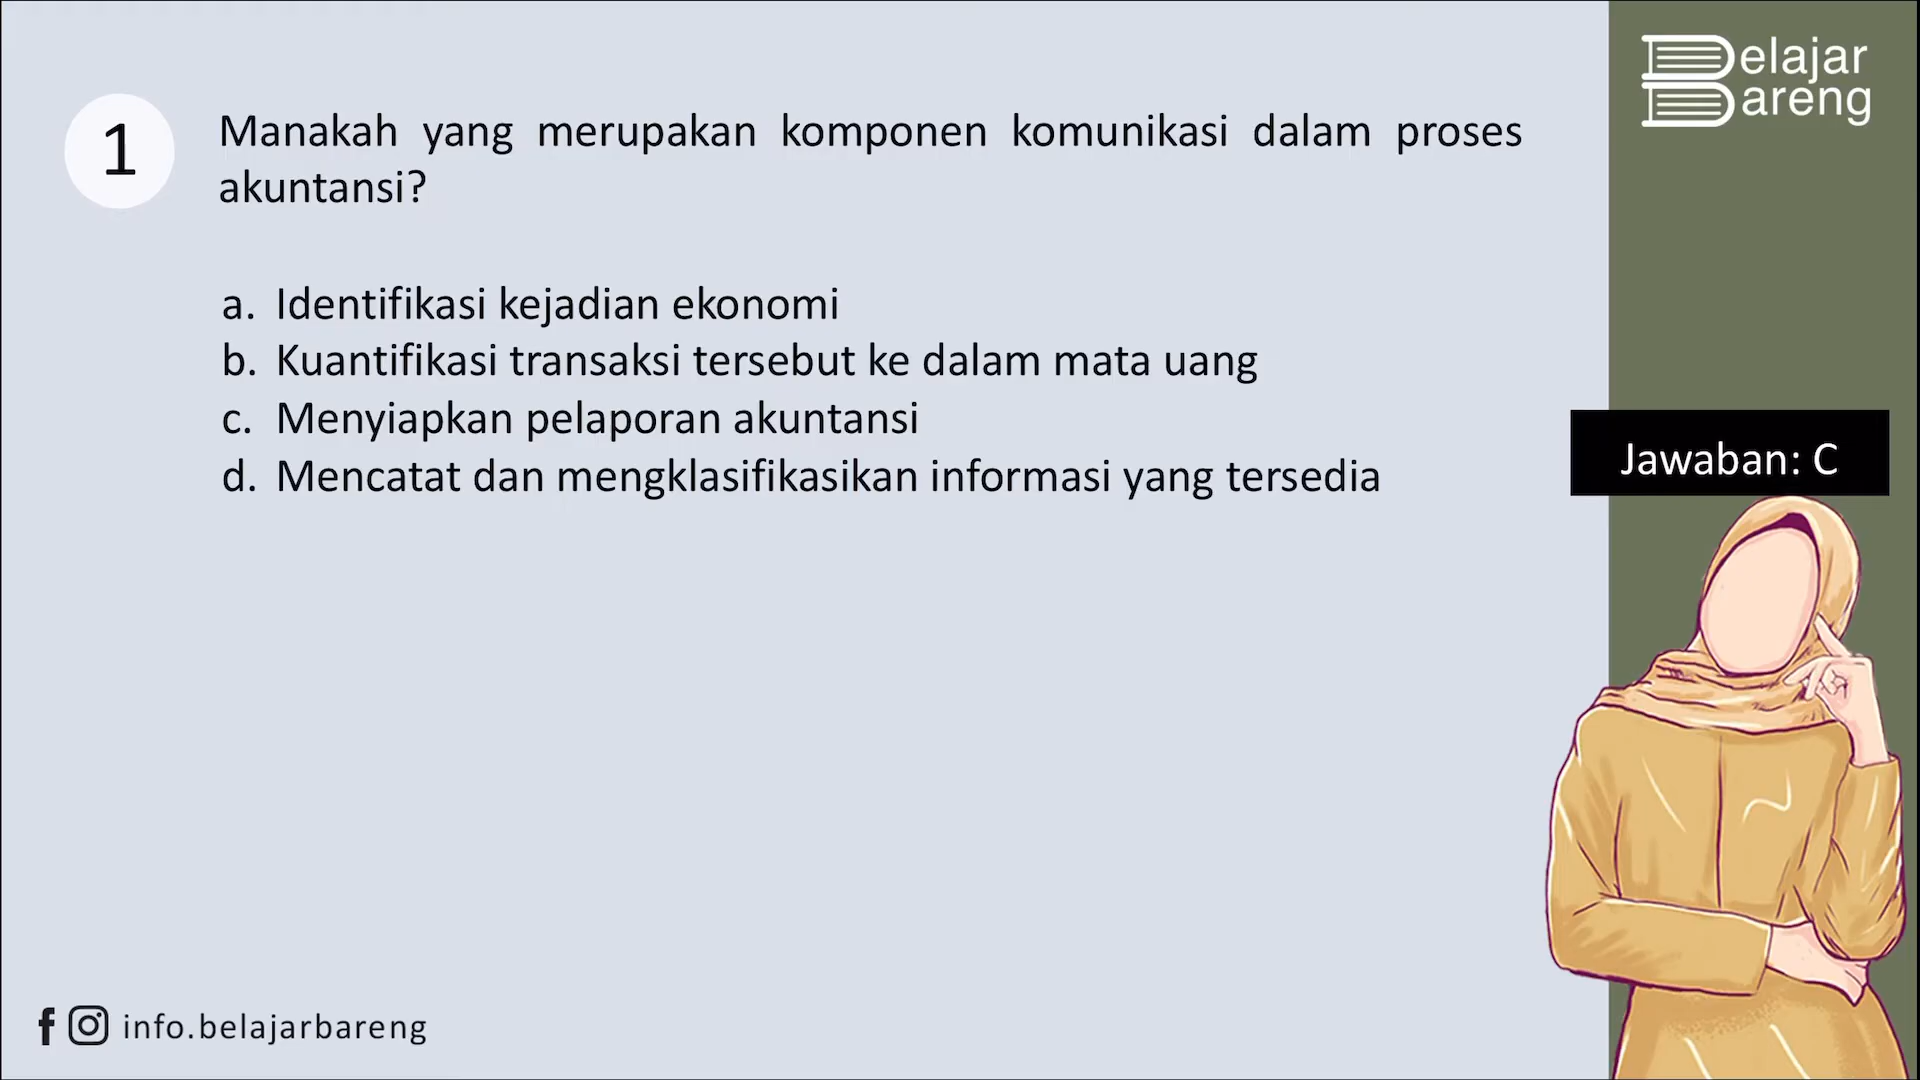 Belajar
Bareng
1
Manakah yang merupakan komponen komunikasi dalam proses
akuntansi?
a. Identifikasi kejadian ekonomi
b. Kuantifikasi transaksi tersebut ke dalam mata uang
c. Menyiapkan pelaporan akuntansi
d. Mencatat dan mengklasifikasikan informasi yang tersedia
Jawaban: C
info.belajarbareng